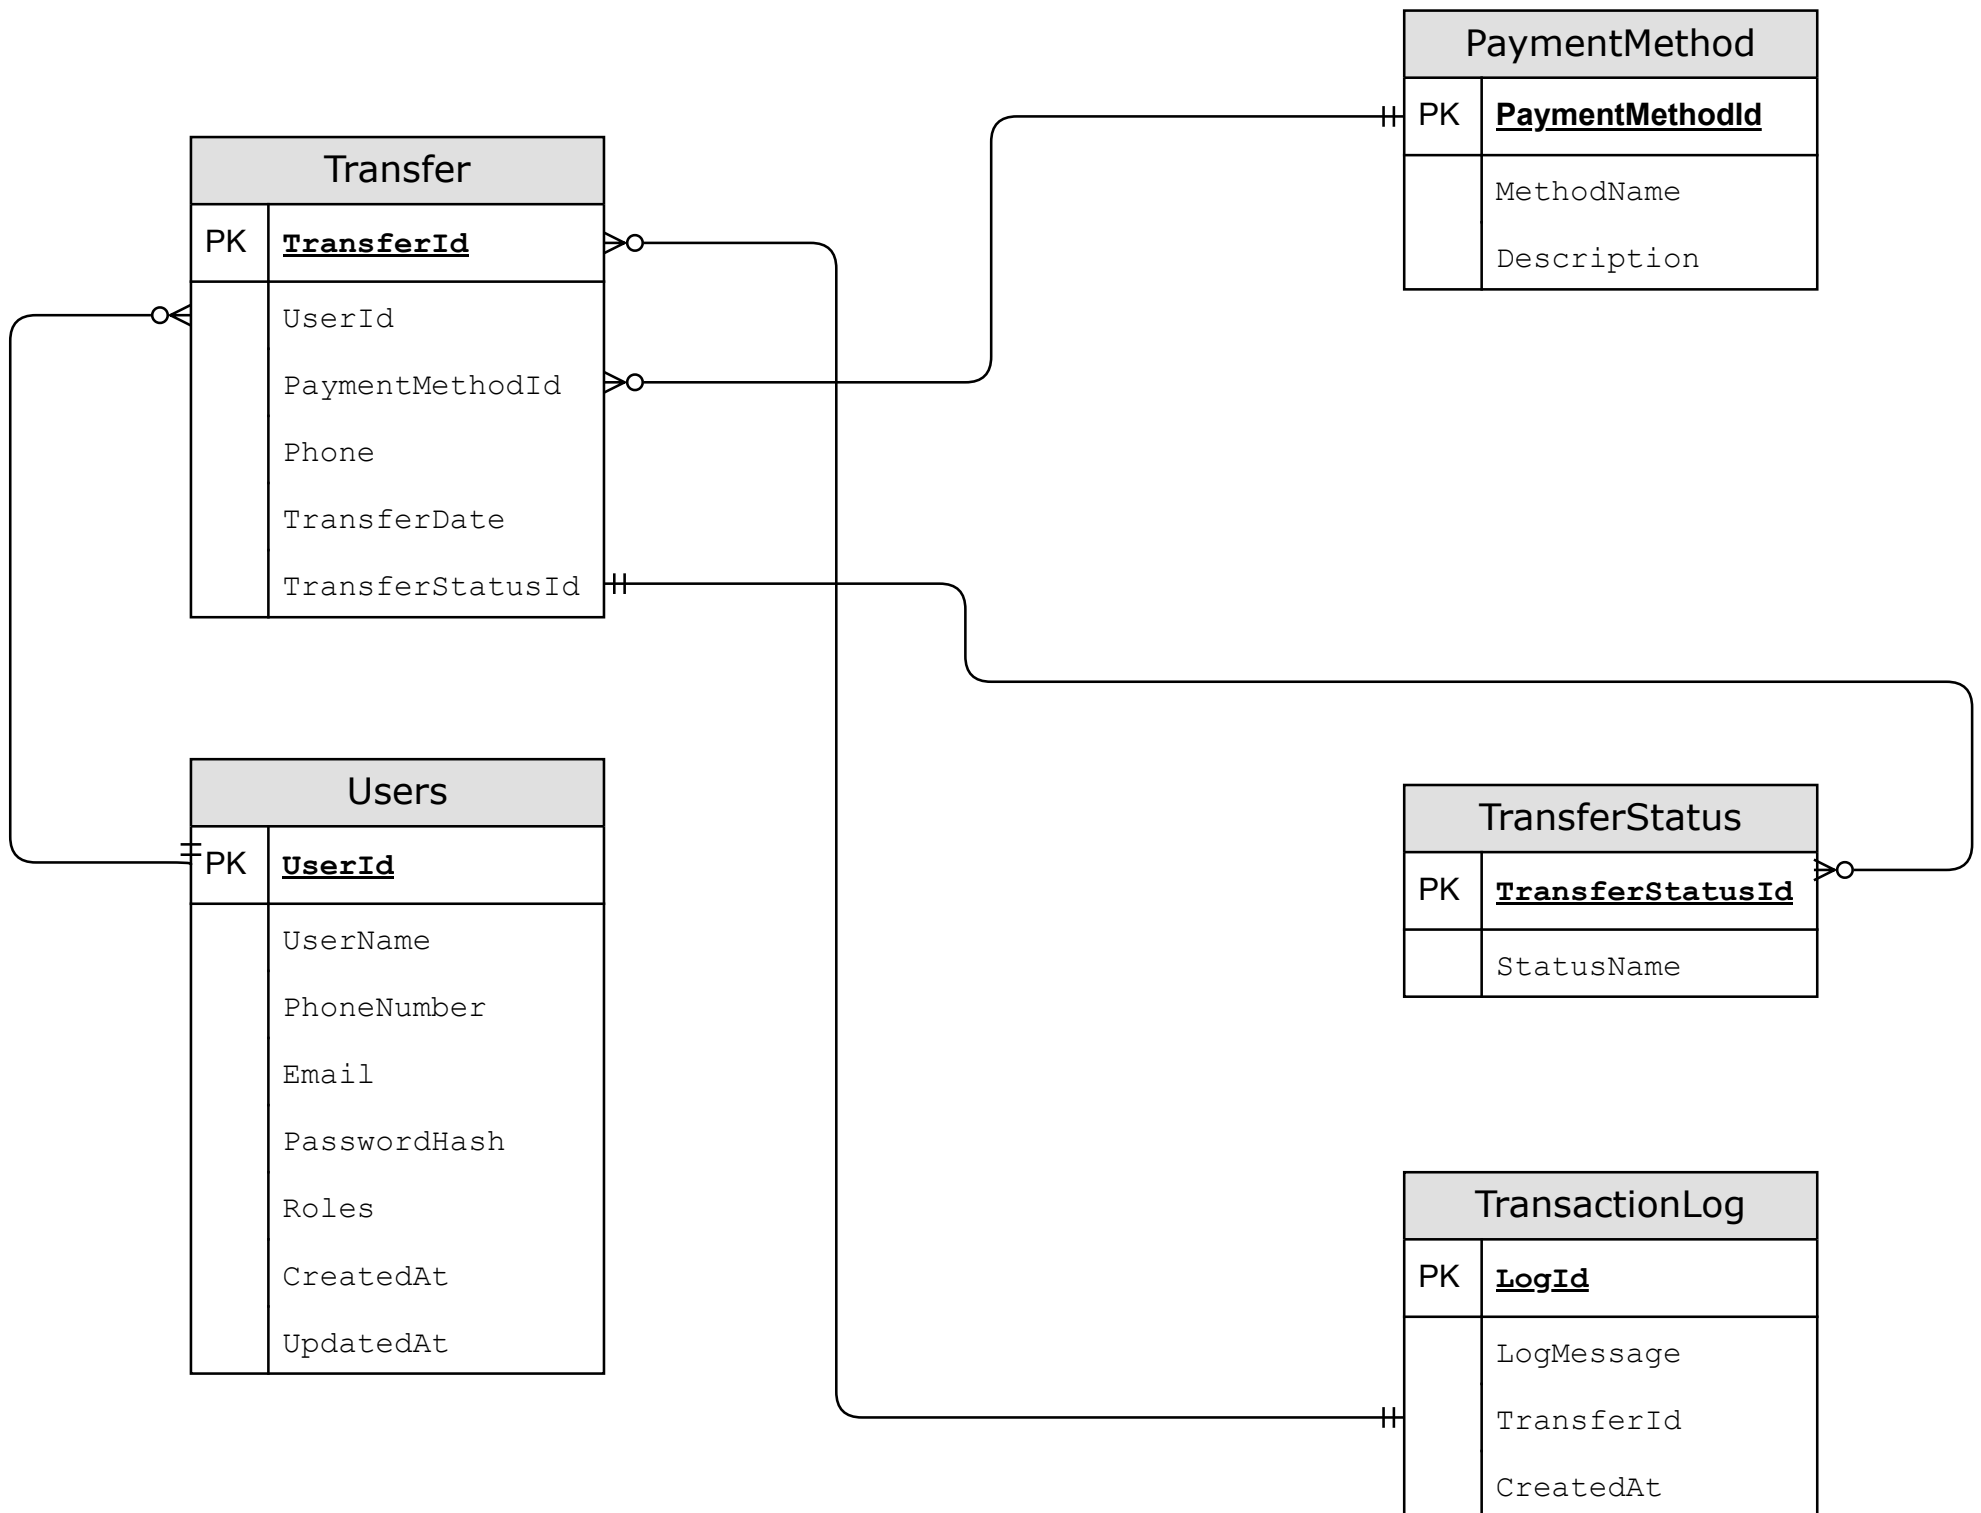 PaymentMethod
PK PaymentMethodId
MethodName
Description
Transfer
PK TransferId
UserId
PaymentMethodId
Phone
TransferDate
TransferStatusId
Users
PK UserId
UserName
PhoneNumber
Email
PasswordHash
Roles
CreatedAt
UpdatedAt
TransferStatus
PK TransferStatusId
StatusName
TransactionLog
PK LogId
LogMessage
TransferId
CreatedAt